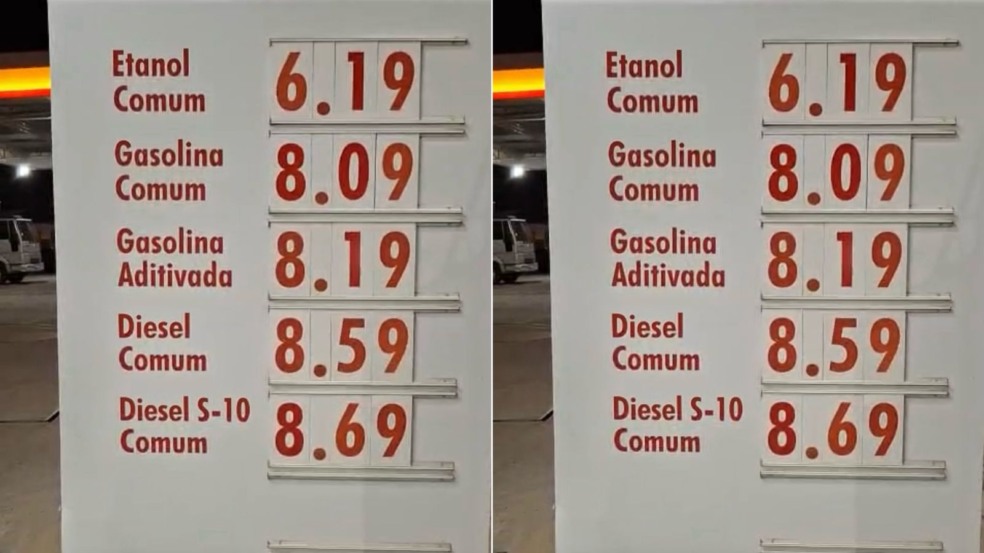 Etanol
Comum 6.19
Gasolina
Comum 8.09
Gasolina
Aditivada 8.19
Diesel
Comum 8.59
Diesel S-10
Comum 8.69
Etanol
Comum 6.19
Gasolina
Comum 8.09
Gasolina
Aditivada 8.19
Diesel
Comum 8.59
Diesel S-10
Comum 8.69